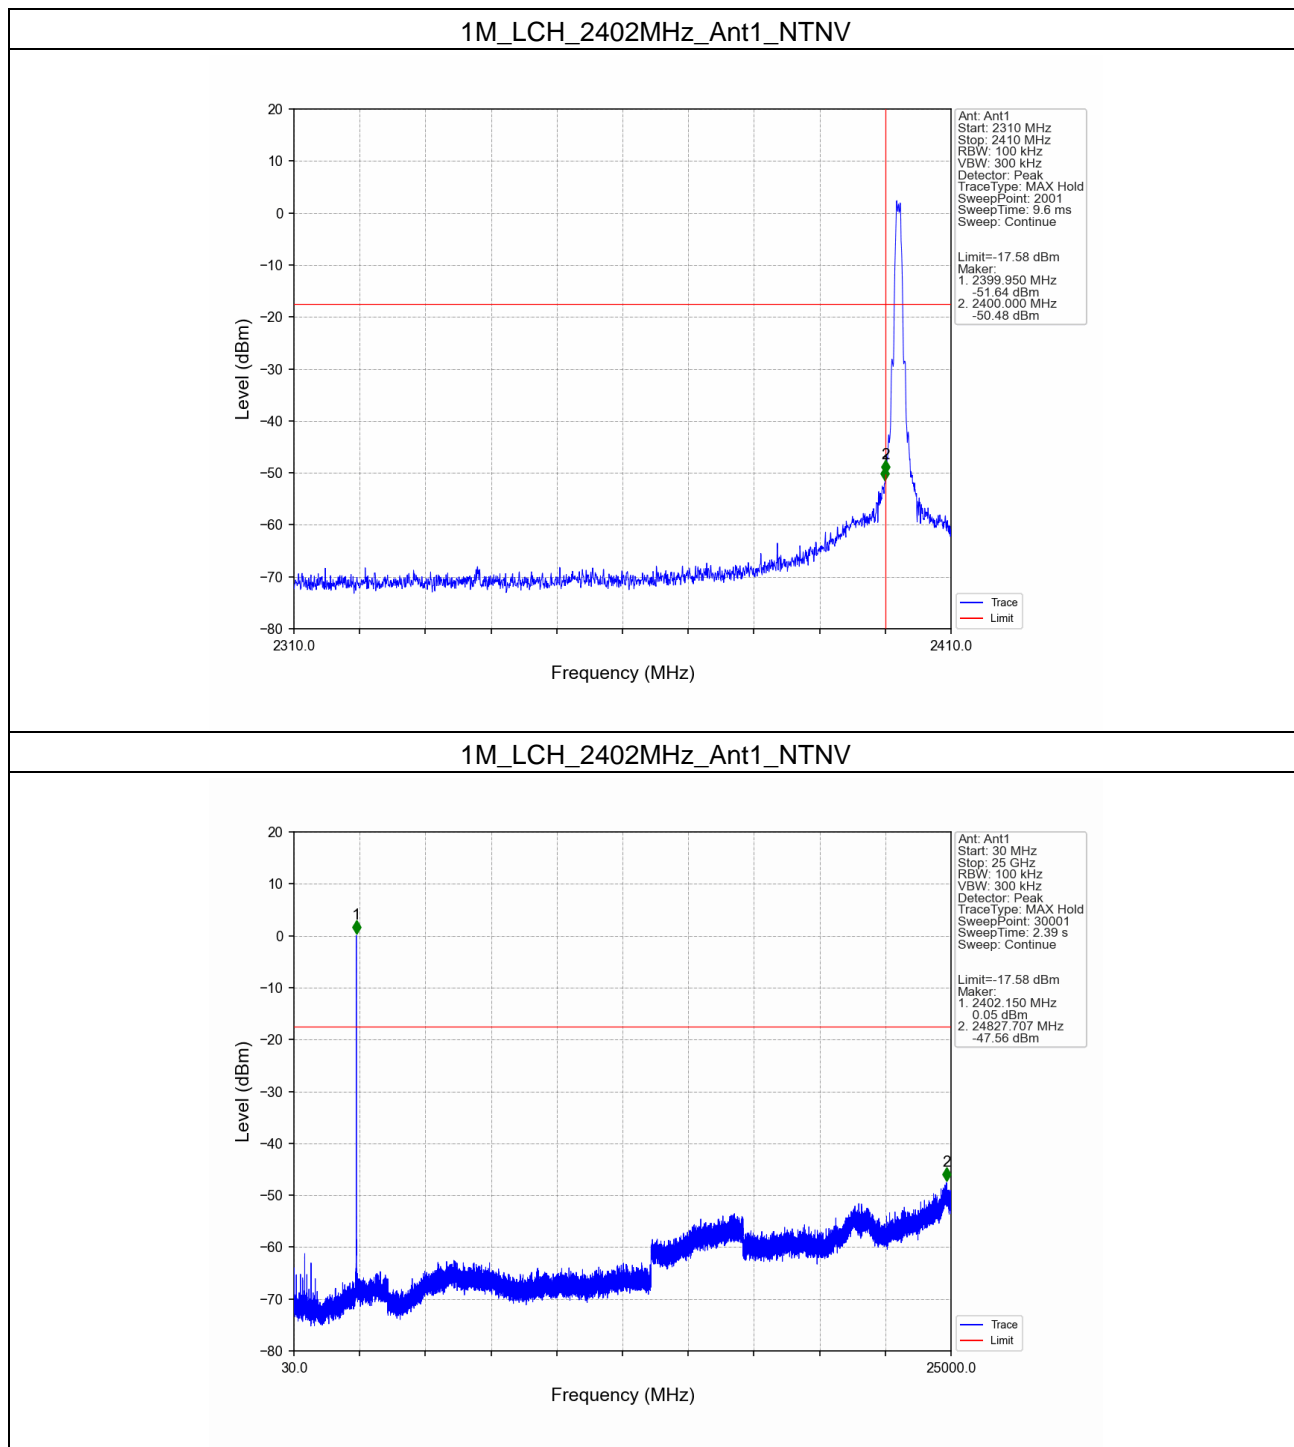 1M_LCH_2402MHz_Ant1_NTNV
20
10
0
−10
−20
−30
−40
−50
−60
−70
−80
Level (dBm)
2310.0
2410.0
Frequency (MHz)
2
Ant: Ant1
Start: 2310 MHz
Stop: 2410 MHz
RBW: 100 kHz
VBW: 300 kHz
Detector: Peak
TraceType: MAX Hold
SweepPoint: 2001
SweepTime: 9.6 ms
Sweep: Continue
Limit=-17.58 dBm
Maker:
1. 2399.950 MHz
-51.64 dBm
2. 2400.000 MHz
-50.48 dBm
Trace
Limit
1M_LCH_2402MHz_Ant1_NTNV
20
10
0
−10
−20
−30
−40
−50
−60
−70
−80
Level (dBm)
30.0
25000.0
Frequency (MHz)
1
2
Ant: Ant1
Start: 30 MHz
Stop: 25 GHz
RBW: 100 kHz
VBW: 300 kHz
Detector: Peak
TraceType: MAX Hold
SweepPoint: 30001
SweepTime: 2.39 s
Sweep: Continue
Limit=-17.58 dBm
Maker:
1. 2402.150 MHz
0.05 dBm
2. 24827.707 MHz
-47.56 dBm
Trace
Limit